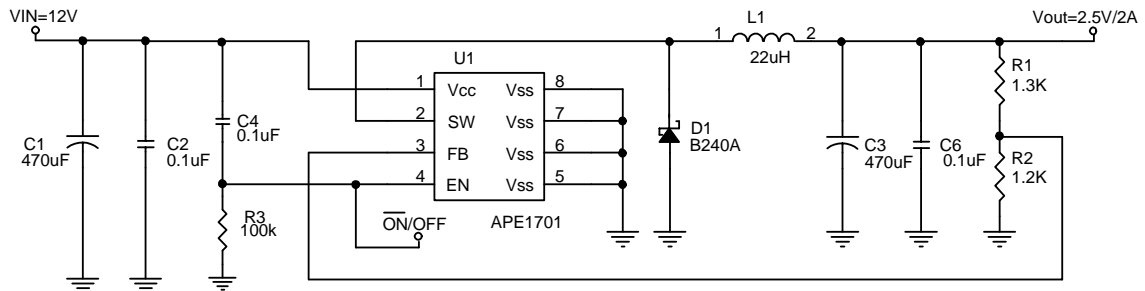 VIN=12V
L1
Vout=2.5V/2A
1
2
22uH
U1
R1
1.3K
1
Vcc
Vss
8
2
SW
Vss
7
3
FB
Vss
6
4
EN
Vss
5
APE1701
C1
470uF
C2
0.1uF
C4
0.1uF
R3
100k
ON/OFF
D1
B240A
C3
470uF
C6
0.1uF
R2
1.2K